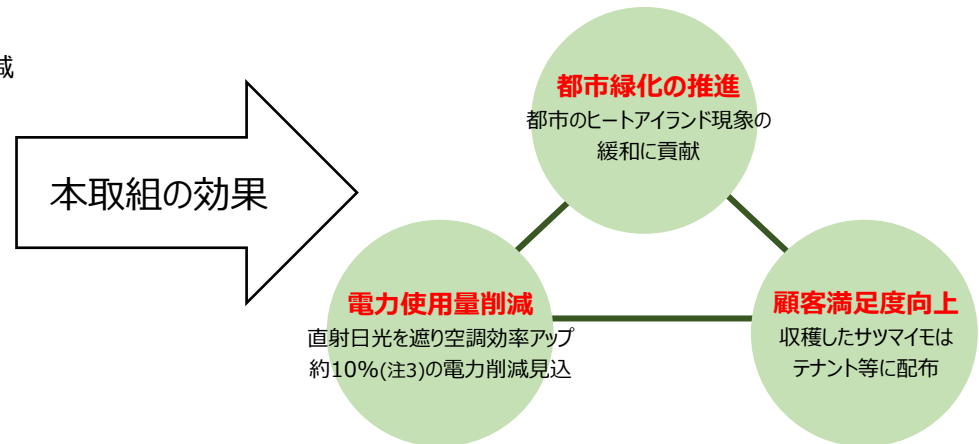 減
本取組の効果
都市緑化の推進
都市のヒートアイランド現象の
緩和に貢献
電力使用量削減
直射日光を遮り空調効率アップ
約10%(注3)の電力削減見込
顧客満足度向上
収穫したサツマイモは
テナント等に配布